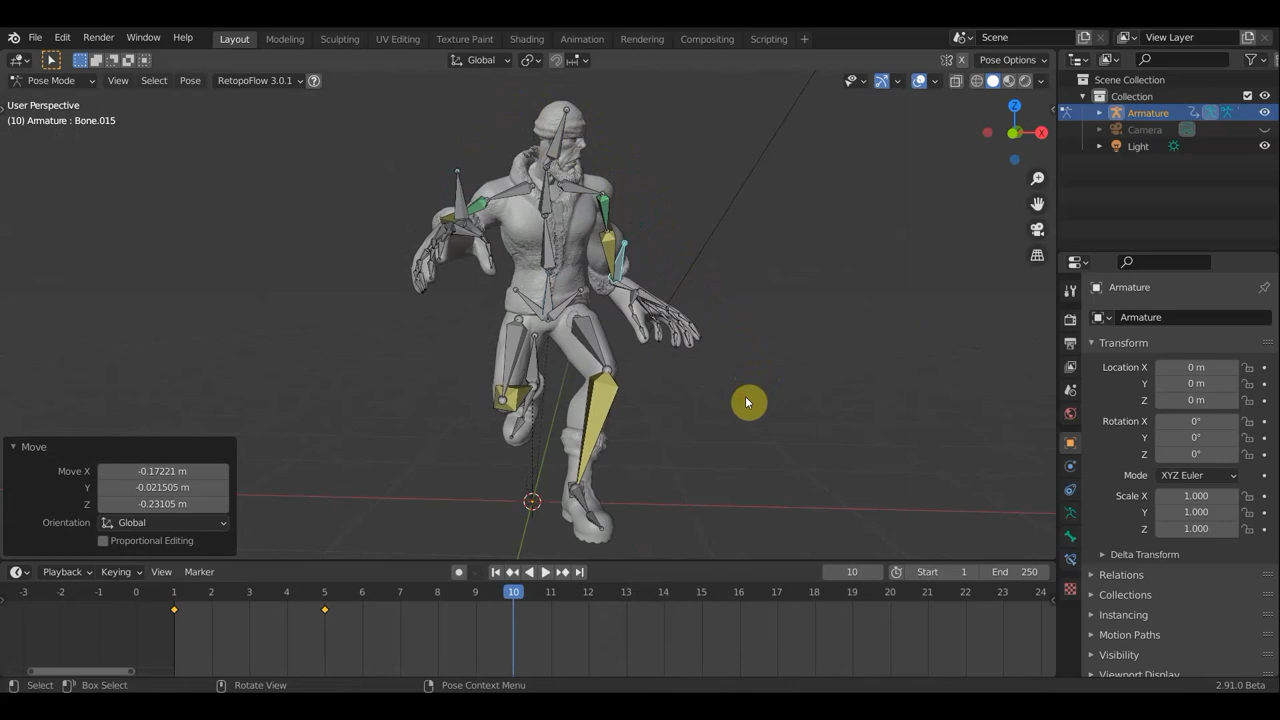 File Edit Render Window Help Layout Modeling Sculpting UV Editing Texture Paint Shading Animation Rendering Compositing Scripting + Scene View Layer
Global Pose Options
Pose Mode View Select Pose RetopoFlow 3.0.1
User Perspective
(10) Armature : Bone.015
Z
X
Scene Collection
Collection
Armature
Camera
Light
Armature
Armature
Transform
Location X 0 m
Y 0 m
Z 0 m
Rotation X 0°
Y 0°
Z 0°
Mode XYZ Euler
Scale X 1.000
Y 1.000
Z 1.000
Delta Transform
Relations
Collections
Instancing
Motion Paths
Visibility
Viewport Display
Move
Move X -0.17221 m
Y -0.021505 m
Z -0.23105 m
Orientation Global
Proportional Editing
Playback Keying View Marker 10 Start 1 End 250
-3 -2 -1 0 1 2 3 4 5 6 7 8 9 10 11 12 13 14 15 16 17 18 19 20 21 22 23 24
Select Box Select Rotate View Pose Context Menu 2.91.0 Beta